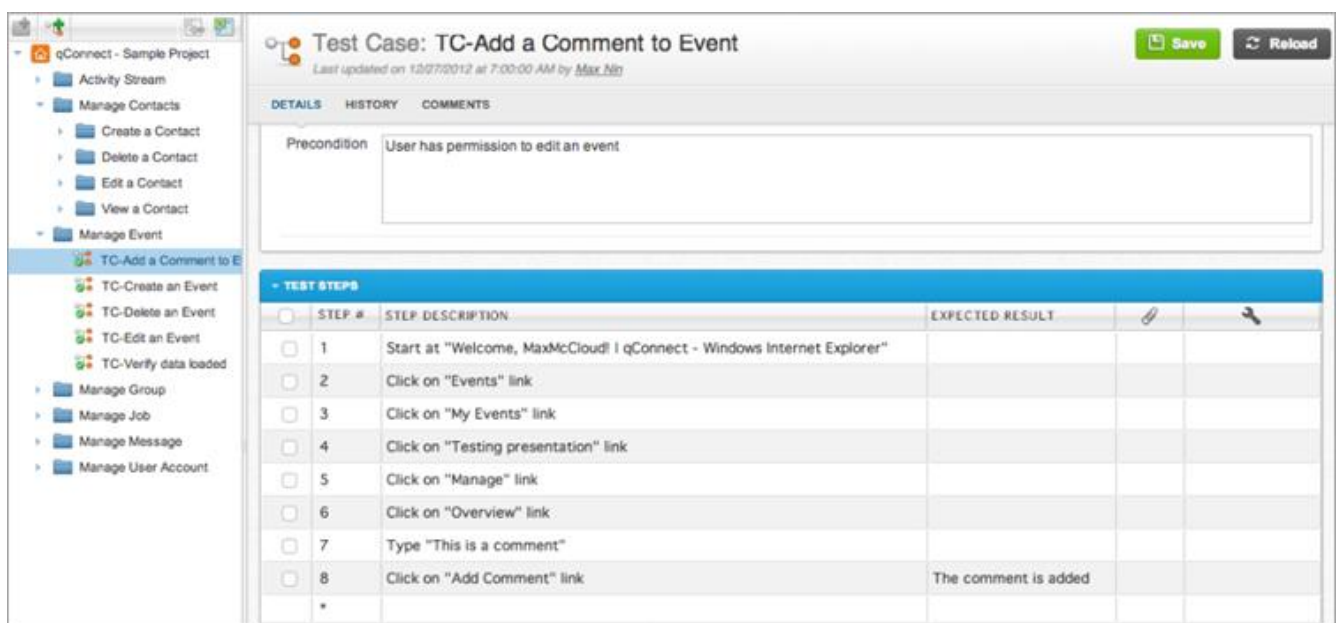 qConnect - Sample Project
Activity Stream
Manage Contacts
Create a Contact
Delete a Contact
Edit a Contact
View a Contact
Manage Event
TC-Add a Comment to E
TC-Create an Event
TC-Delete an Event
TC-Edit an Event
TC-Verify data loaded
Manage Group
Manage Job
Manage Message
Manage User Account
Test Case: TC-Add a Comment to Event
Save
Reload
Last updated on 12/27/2012 at 7:00:00 AM by Max Nin
DETAILS HISTORY COMMENTS
Precondition User has permission to edit an event
TEST STEPS
STEP # STEP DESCRIPTION EXPECTED RESULT
1 Start at "Welcome, MaxMcCloud! | qConnect - Windows Internet Explorer"
2 Click on "Events" link
3 Click on "My Events" link
4 Click on "Testing presentation" link
5 Click on "Manage" link
6 Click on "Overview" link
7 Type "This is a comment"
8 Click on "Add Comment" link The comment is added
*